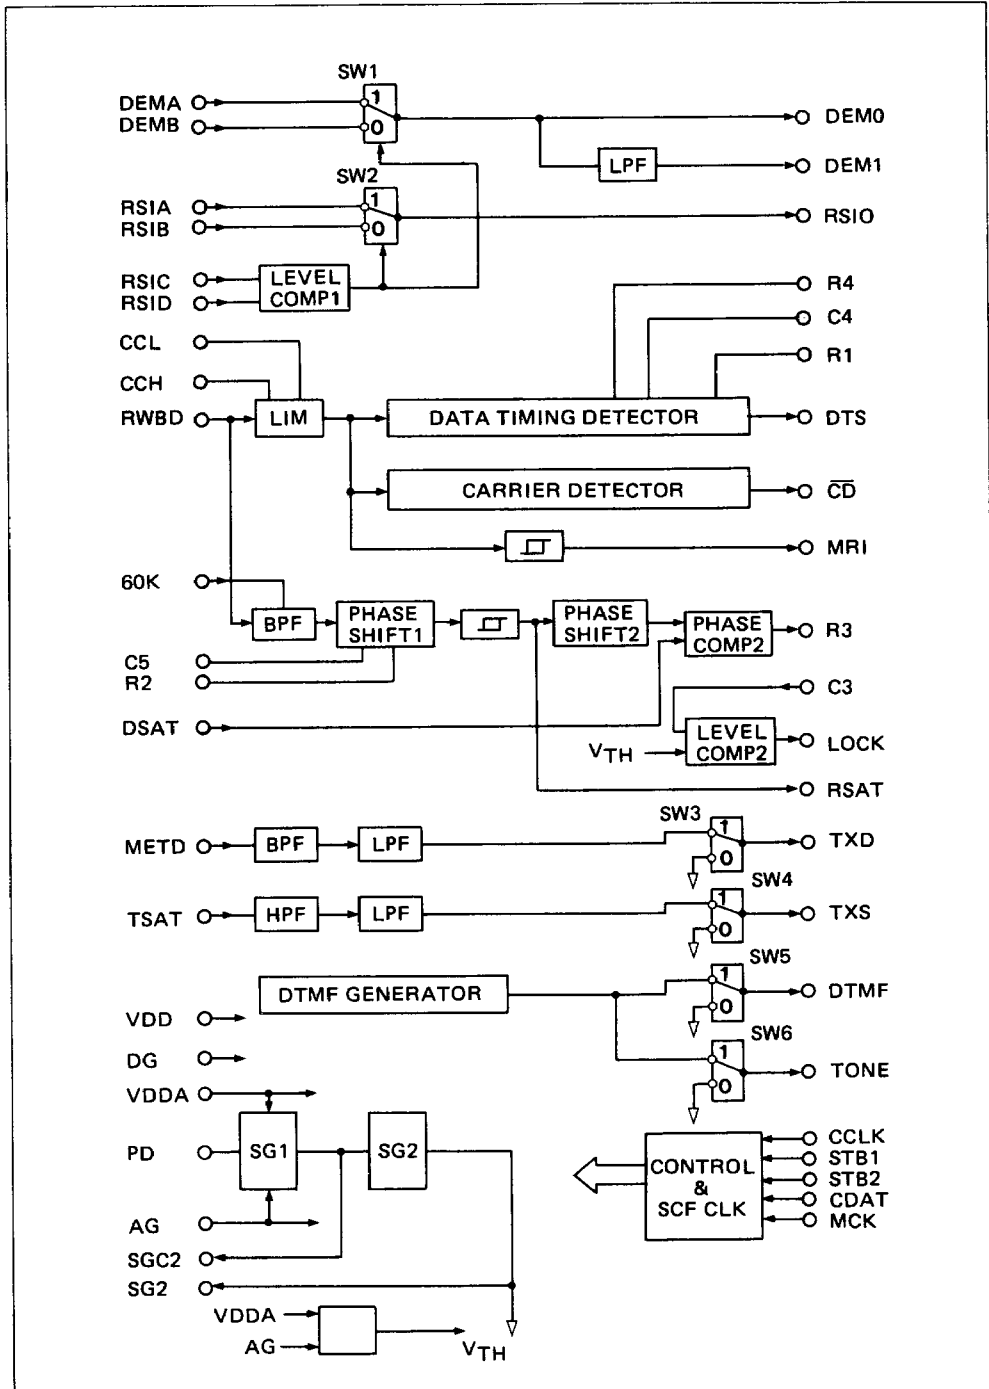 SW1
DEMA
1
DEMO
DEMB
0
LPF
DEM1
SW2
RSIA
1
RSIO
RSIB
0
RSIC
LEVEL
COMP1
RSID
R4
CCL
C4
CCH
R1
RWBD
LIM
DATA TIMING DETECTOR
DTS
CARRIER DETECTOR
CD
MRI
60K
BPF
PHASE
SHIFT1
PHASE
SHIFT2
PHASE
COMP2
R3
C5
R2
C3
DSAT
VTH
LEVEL
COMP2
LOCK
RSAT
SW3
METD
BPF
LPF
1
0
TXD
SW4
TSAT
HPF
LPF
1
0
TXS
SW5
DTMF GENERATOR
1
0
DTMF
VDD
SW6
DG
1
0
TONE
VDDA
PD
SG1
SG2
CONTROL
&
SCF CLK
CCLK
STB1
STB2
CDAT
MCK
AG
SGC2
SG2
VDDA
AG
VTH